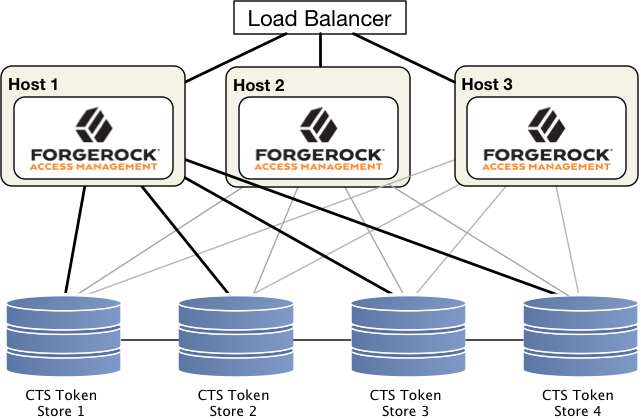 Load Balancer
Host 1
Host 2
Host 3
FORGEROCK
ACCESS MANAGEMENT
FORGEROCK
ACCESS MANAGEMENT
FORGEROCK
ACCESS MANAGEMENT
CTS Token
Store 1
CTS Token
Store 2
CTS Token
Store 3
CTS Token
Store 4